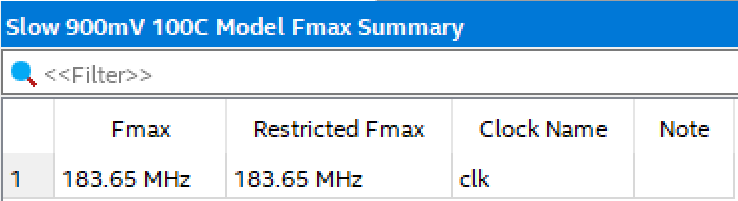 Slow 900mV 100C Model Fmax Summary
<<Filter>>
Fmax Restricted Fmax Clock Name Note
1 183.65 MHz 183.65 MHz clk